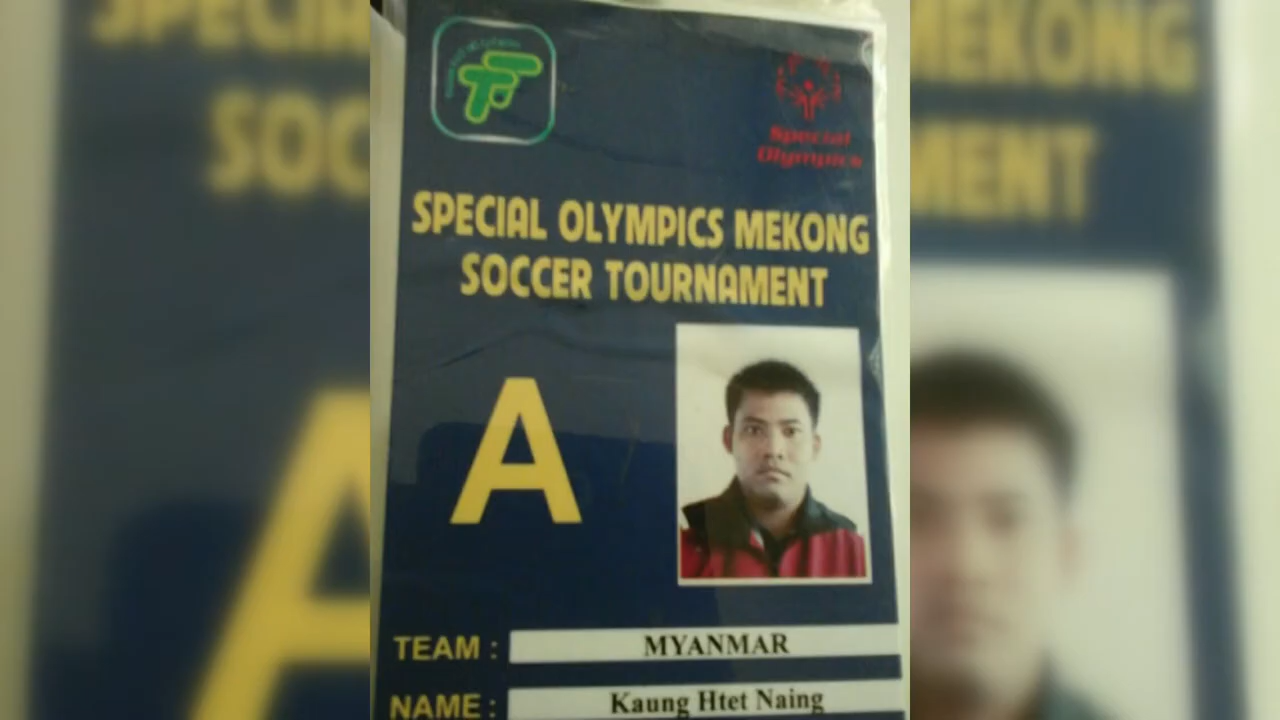 Special
Olympics
SPECIAL OLYMPICS MEKONG
SOCCER TOURNAMENT
A
TEAM : MYANMAR
NAME : Kaung Htet Naing